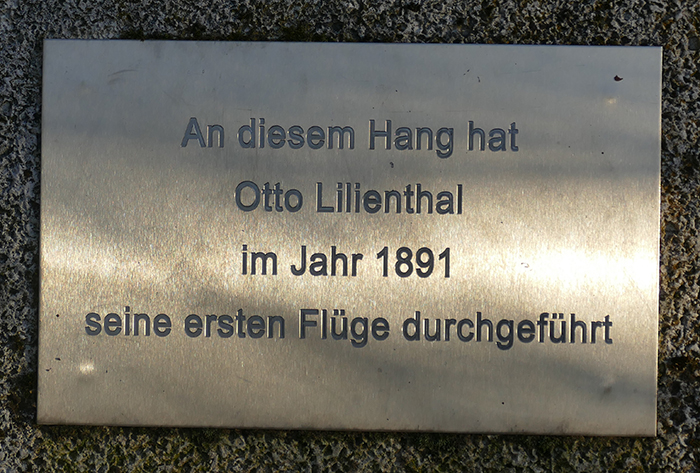 An diesem Hang hat
Otto Lilienthal
im Jahr 1891
seine ersten Flüge durchgeführt